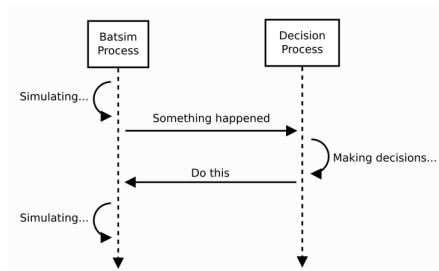 Batsim
Process
Decision
Process
Simulating...
Something happened
Making decisions...
Do this
Simulating...